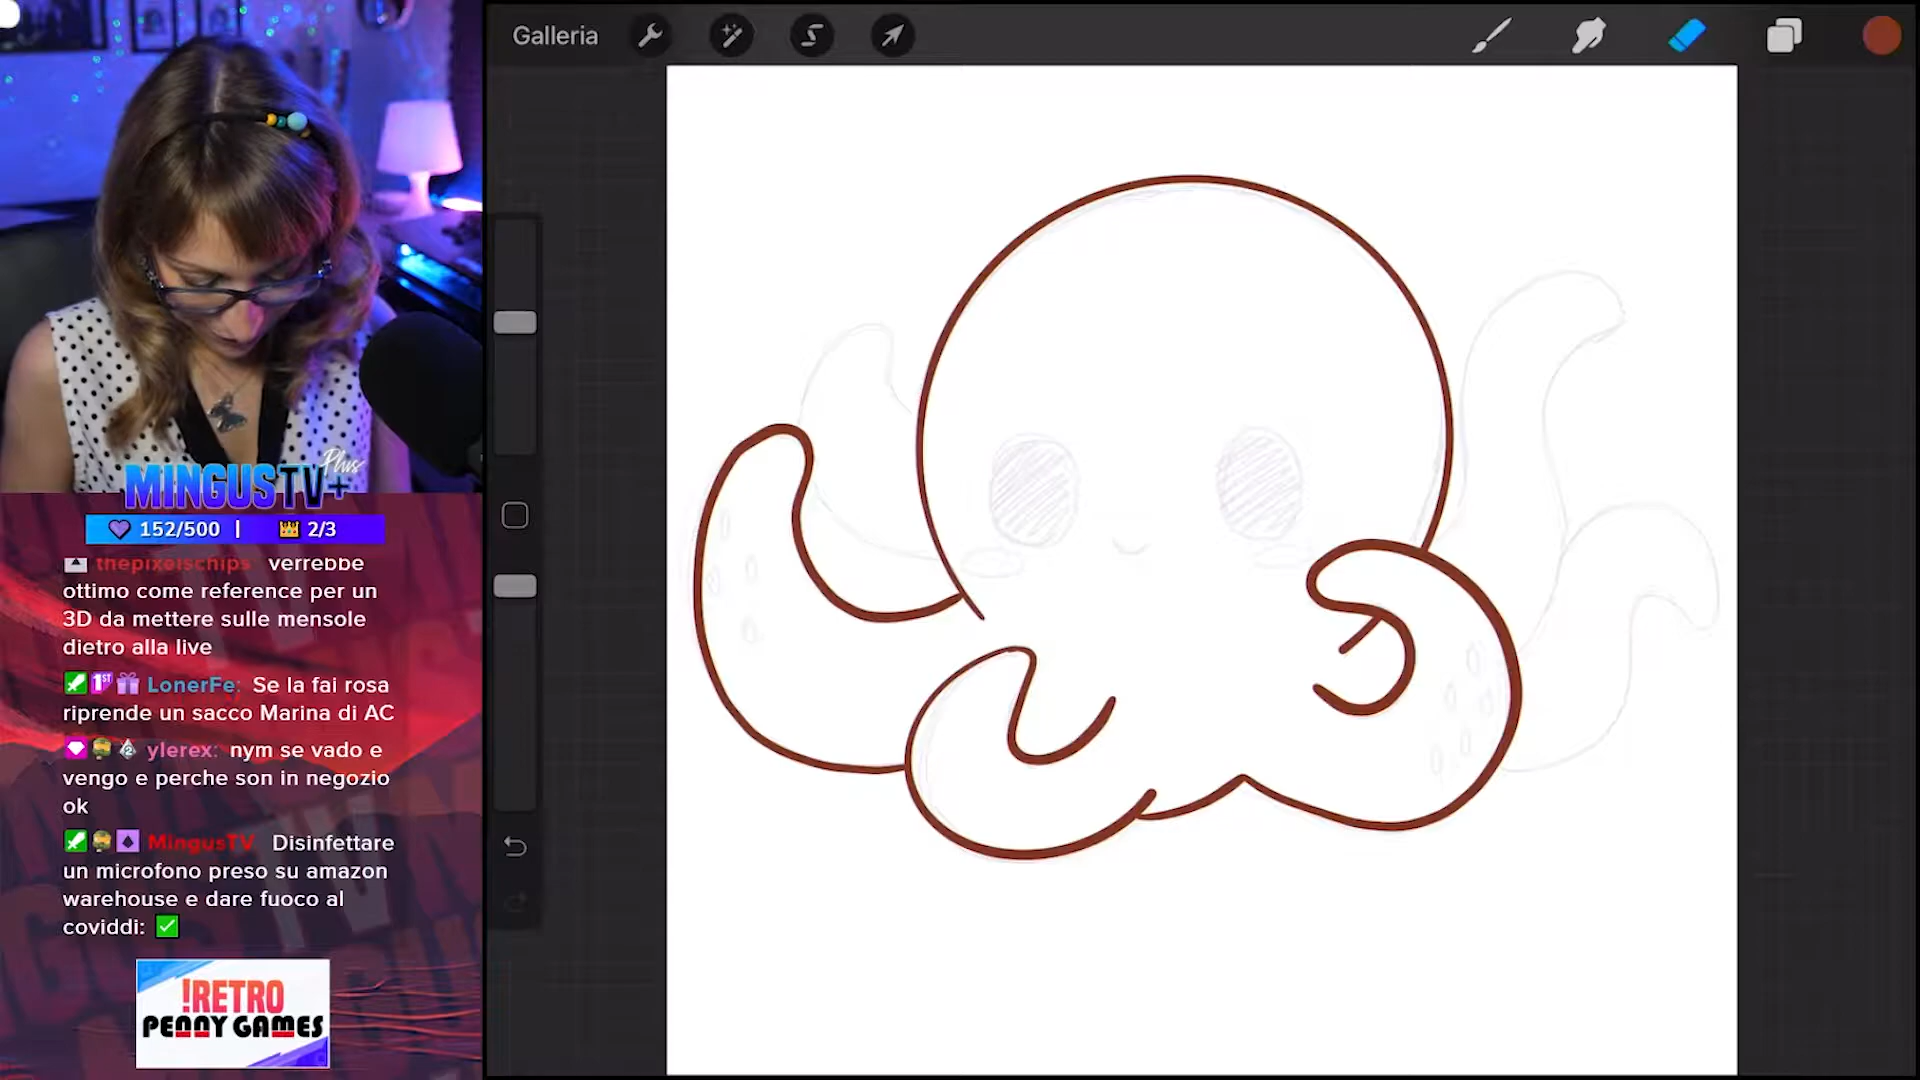 Galleria
MINGUSTV+
Plus
152/500 | 2/3
thepixelschips verrebbe
ottimo come reference per un
3D da mettere sulle mensole
dietro alla live
1ST LonerFe: Se la fai rosa
riprende un sacco Marina di AC
2 ylerex: nym se vado e
vengo e perche son in negozio
ok
MingusTV Disinfettare
un microfono preso su amazon
warehouse e dare fuoco al
coviddi:
!RETRO
PENNY GAMES